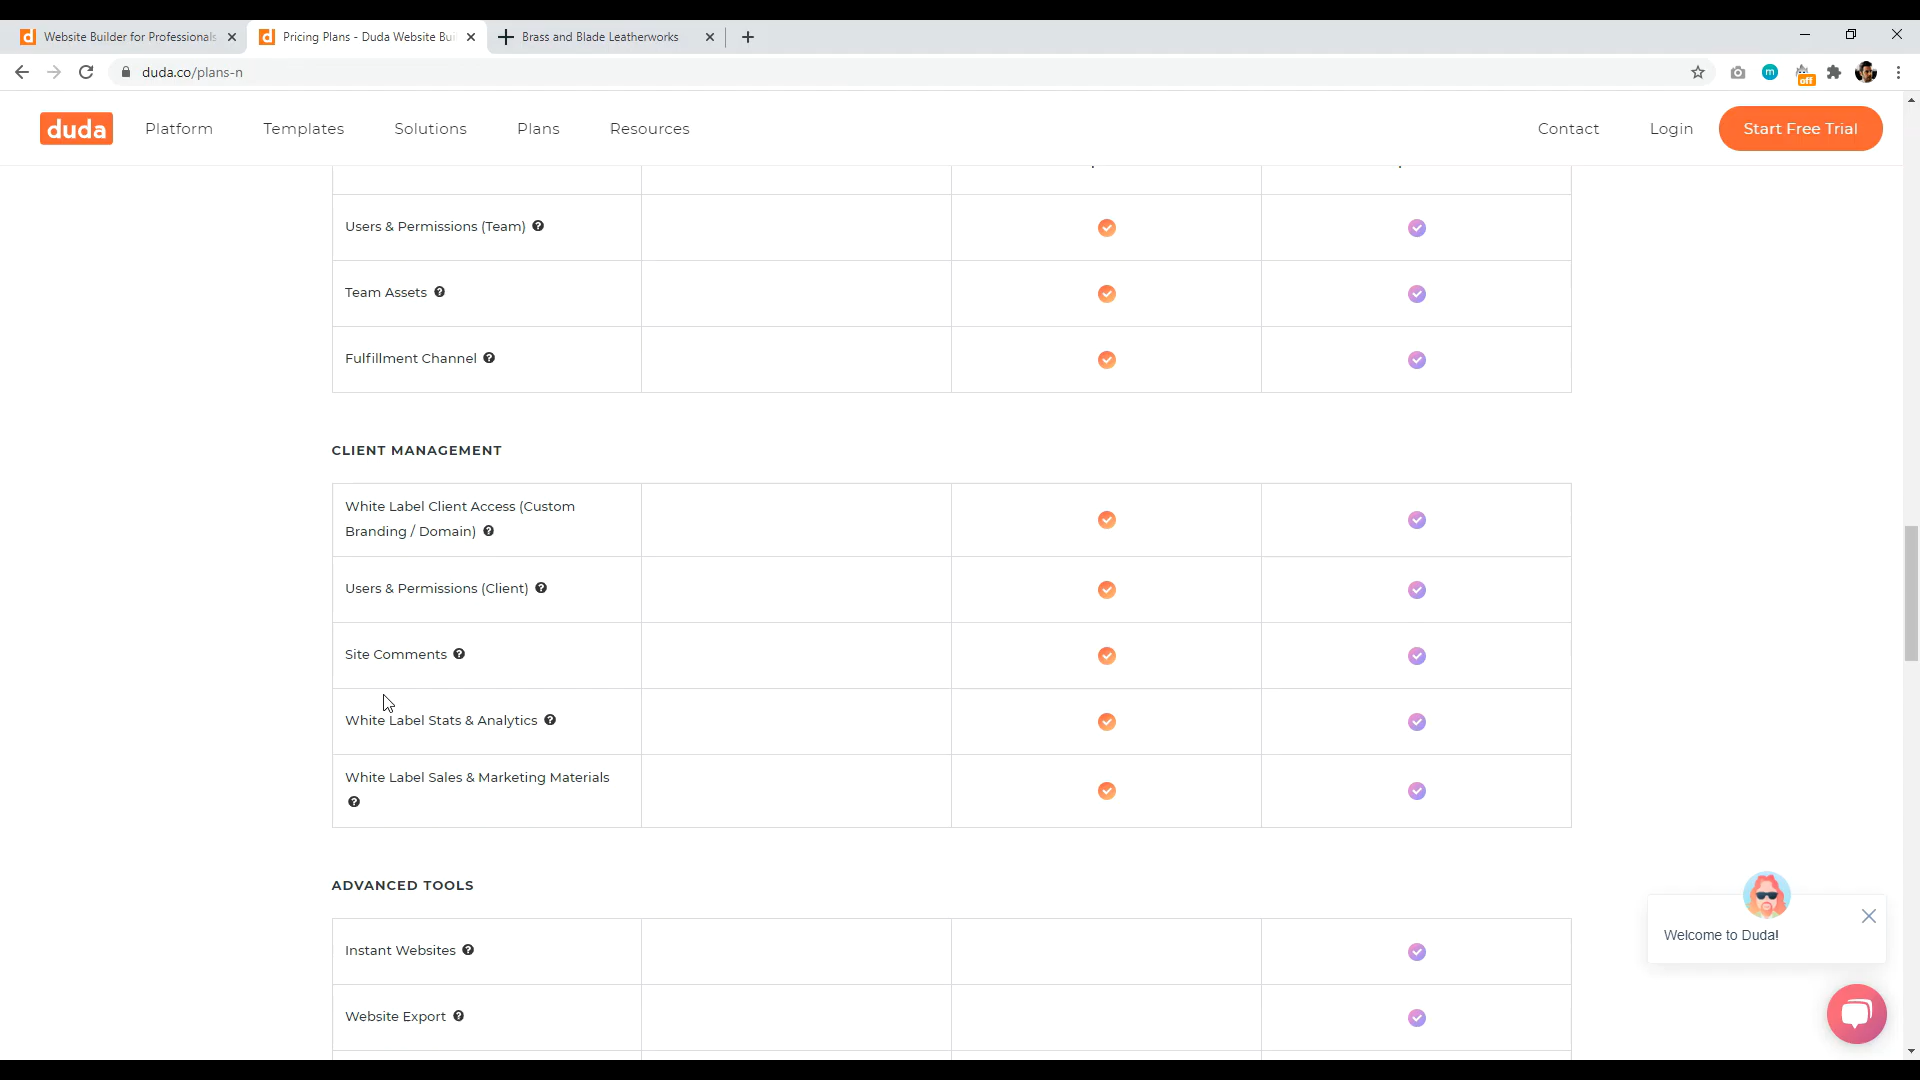 Website Builder for Professionals
Pricing Plans - Duda Website Bui
Brass and Blade Leatherworks
duda.co/plans-n
m
off
duda
Platform
Templates
Solutions
Plans
Resources
Contact
Login
Start Free Trial
Users & Permissions (Team)
Team Assets
Fulfillment Channel
CLIENT MANAGEMENT
White Label Client Access (Custom
Branding / Domain)
Users & Permissions (Client)
Site Comments
White Label Stats & Analytics
White Label Sales & Marketing Materials
ADVANCED TOOLS
Instant Websites
Website Export
Welcome to Duda!